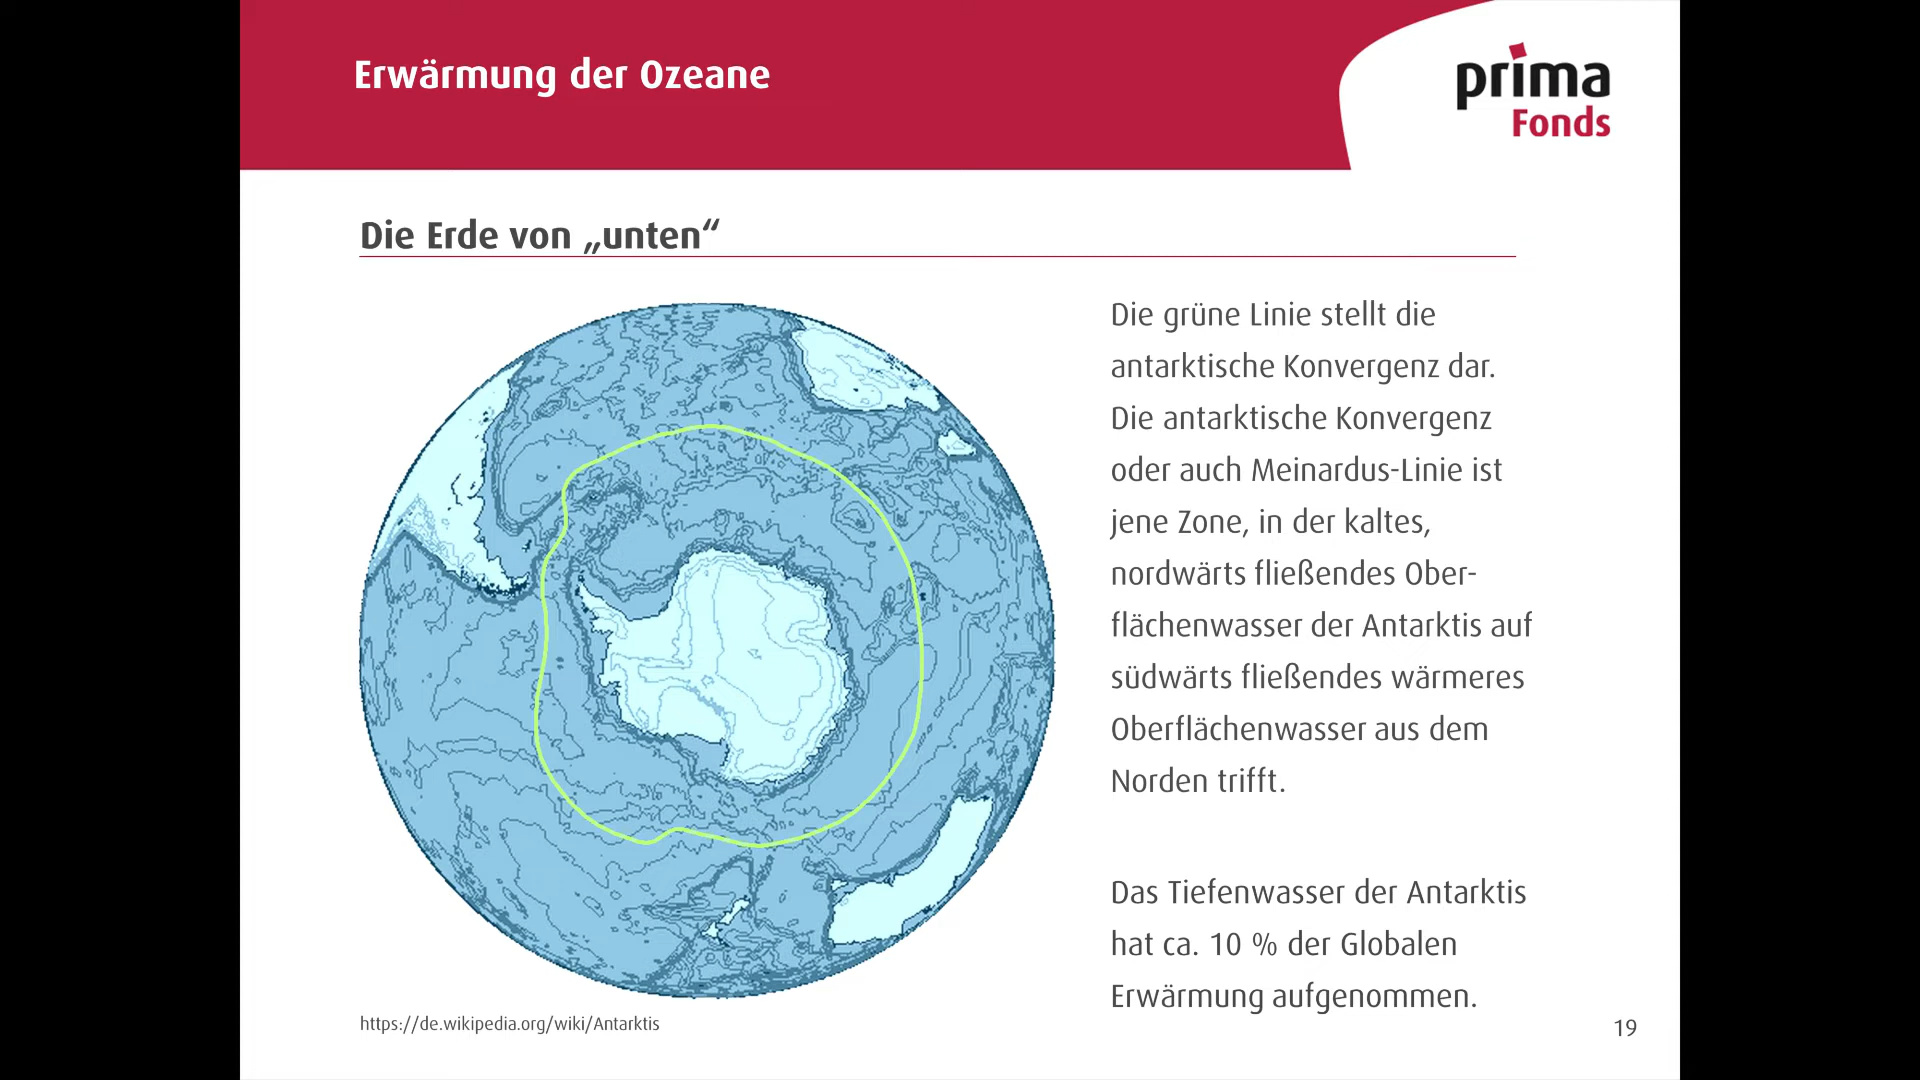 Erwärmung der Ozeane
prima
Fonds
Die Erde von „unten“
Die grüne Linie stellt die
antarktische Konvergenz dar.
Die antarktische Konvergenz
oder auch Meinardus-Linie ist
jene Zone, in der kaltes,
nordwärts fließendes Ober-
flächenwasser der Antarktis auf
südwärts fließendes wärmeres
Oberflächenwasser aus dem
Norden trifft.
Das Tiefenwasser der Antarktis
hat ca. 10 % der Globalen
Erwärmung aufgenommen.
https://de.wikipedia.org/wiki/Antarktis
19